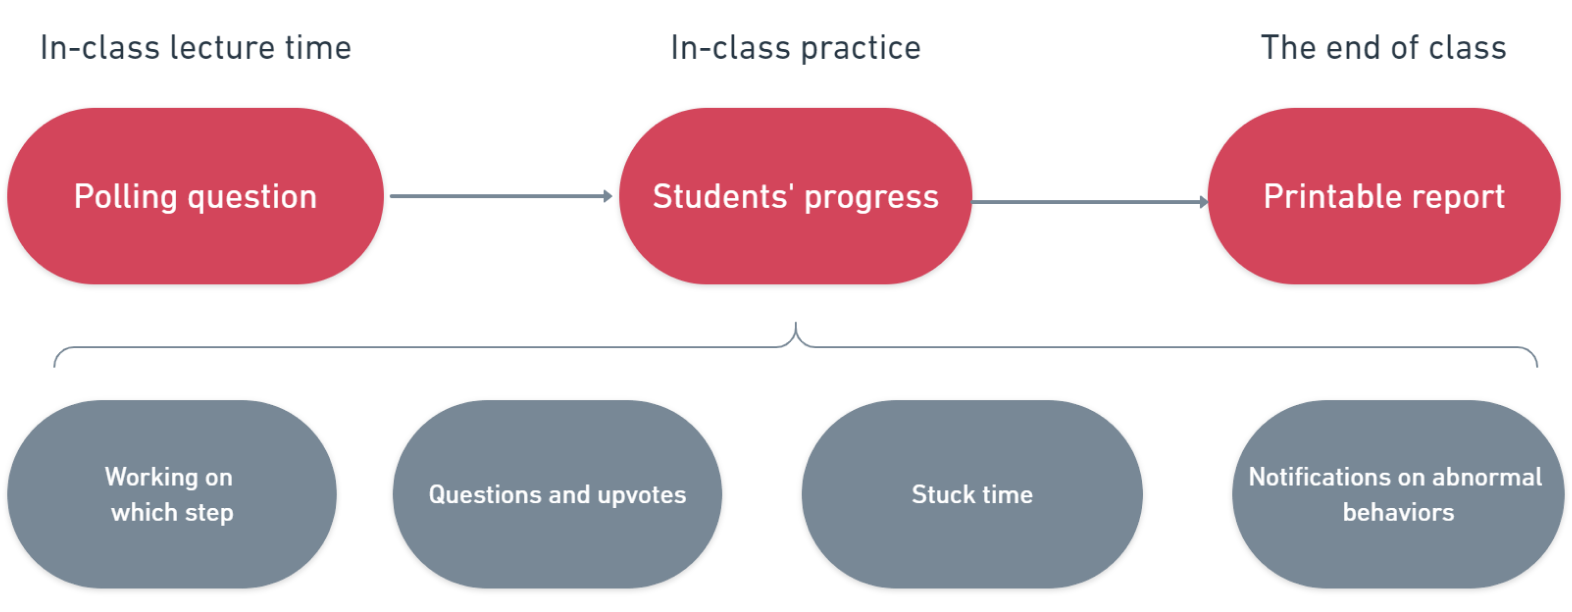 In-class lecture time
In-class practice
The end of class
Polling question
Students' progress
Printable report
Working on
which step
Questions and upvotes
Stuck time
Notifications on abnormal
behaviors